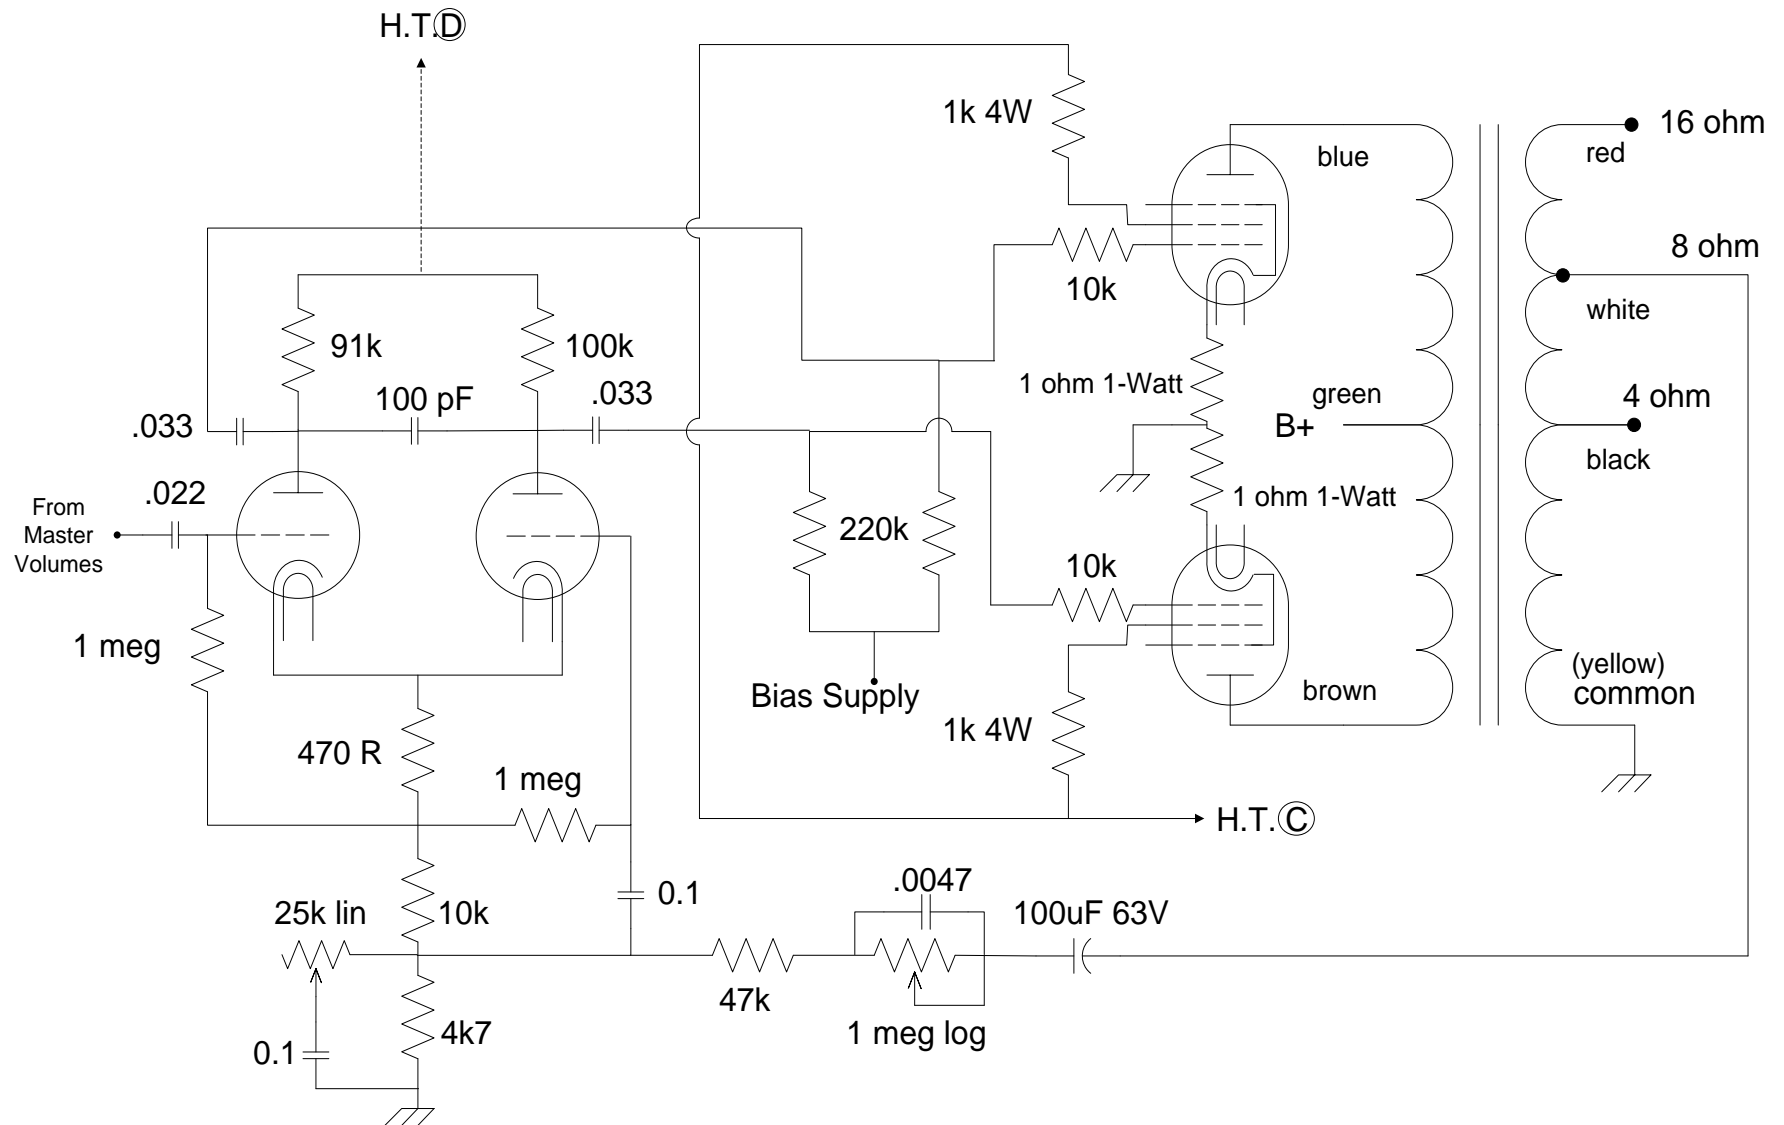 H.T.D
1k 4W
16 ohm
blue
red
8 ohm
10k
white
91k
100k
1 ohm 1-Watt
100 pF
.033
green
4 ohm
.033
B+
black
.022
1 ohm 1-Watt
From
Master
Volumes
220k
10k
1 meg
(yellow)
common
Bias Supply
brown
470 R
1k 4W
1 meg
H.T. C
.0047
0.1
25k lin
10k
100uF 63V
47k
4k7
1 meg log
0.1